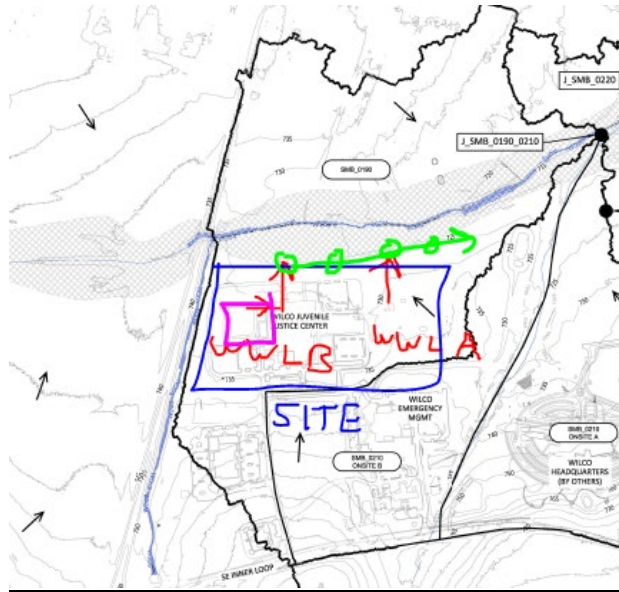 J_SMB_0220
J_SMB_0190_0210
735
SMB_0190
WILCO JUVENILE
JUSTICE CENTER
WWLB
WWLA
SITE
WILCO
EMERGENCY
MGMT
SMB_0210
ONSITE B
SMB_0210
ONSITE A
WILCO
HEADQUARTERS
(BY OTHERS)
SE INNER LOOP